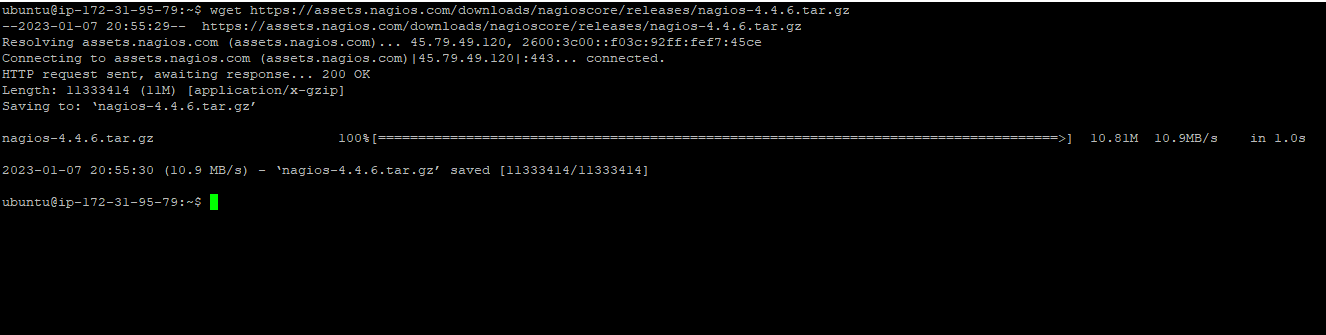 ubuntu@ip-172-31-95-79:~$ wget https://assets.nagios.com/downloads/nagioscore/releases/nagios-4.4.6.tar.gz
--2023-01-07 20:55:29--  https://assets.nagios.com/downloads/nagioscore/releases/nagios-4.4.6.tar.gz
Resolving assets.nagios.com (assets.nagios.com)... 45.79.49.120, 2600:3c00::f03c:92ff:fef7:45ce
Connecting to assets.nagios.com (assets.nagios.com)|45.79.49.120|:443... connected.
HTTP request sent, awaiting response... 200 OK
Length: 11333414 (11M) [application/x-gzip]
Saving to: ‘nagios-4.4.6.tar.gz’
nagios-4.4.6.tar.gz                       100%[=====================================================================================>]  10.81M  10.9MB/s    in 1.0s
2023-01-07 20:55:30 (10.9 MB/s) - ‘nagios-4.4.6.tar.gz’ saved [11333414/11333414]
ubuntu@ip-172-31-95-79:~$